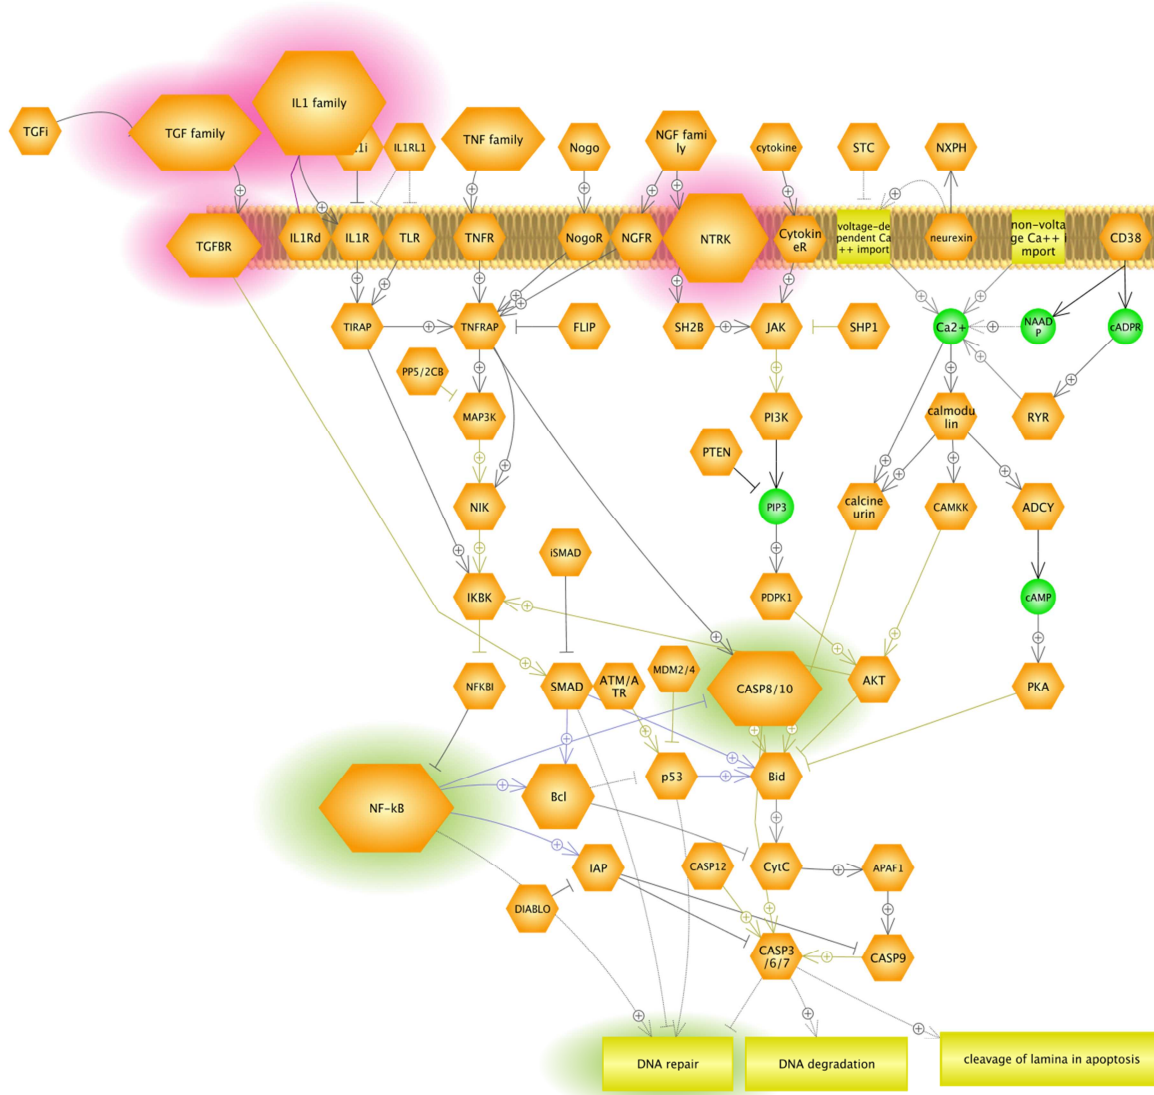 IL1 family
TGFi
TGF family
TNF family
NGF fami
ly
1i
IL1RL1
Nogo
cytokine
STC
NXPH
TGFBR
IL1Rd
IL1R
TLR
TNFR
NogoR
NGFR
NTRK
Cytokin
eR
voltage-de
pendent Ca
++ import
neurexin
non-volta
ge Ca++ i
mport
CD38
TIRAP
TNFRAP
FLIP
SH2B
JAK
SHP1
Ca2+
NAAD
P
cADPR
PP5/2CB
MAP3K
PI3K
calmodu
lin
RYR
PTEN
NIK
PIP3
calcine
urin
CAMKK
ADCY
iSMAD
IKBK
PDPK1
cAMP
NFKBI
SMAD
ATM/A
TR
MDM2/4
CASP8/10
AKT
PKA
NF-kB
Bcl
p53
Bid
IAP
CASP12
CytC
APAF1
DIABLO
CASP3
/6/7
CASP9
DNA repair
DNA degradation
cleavage of lamina in apoptosis